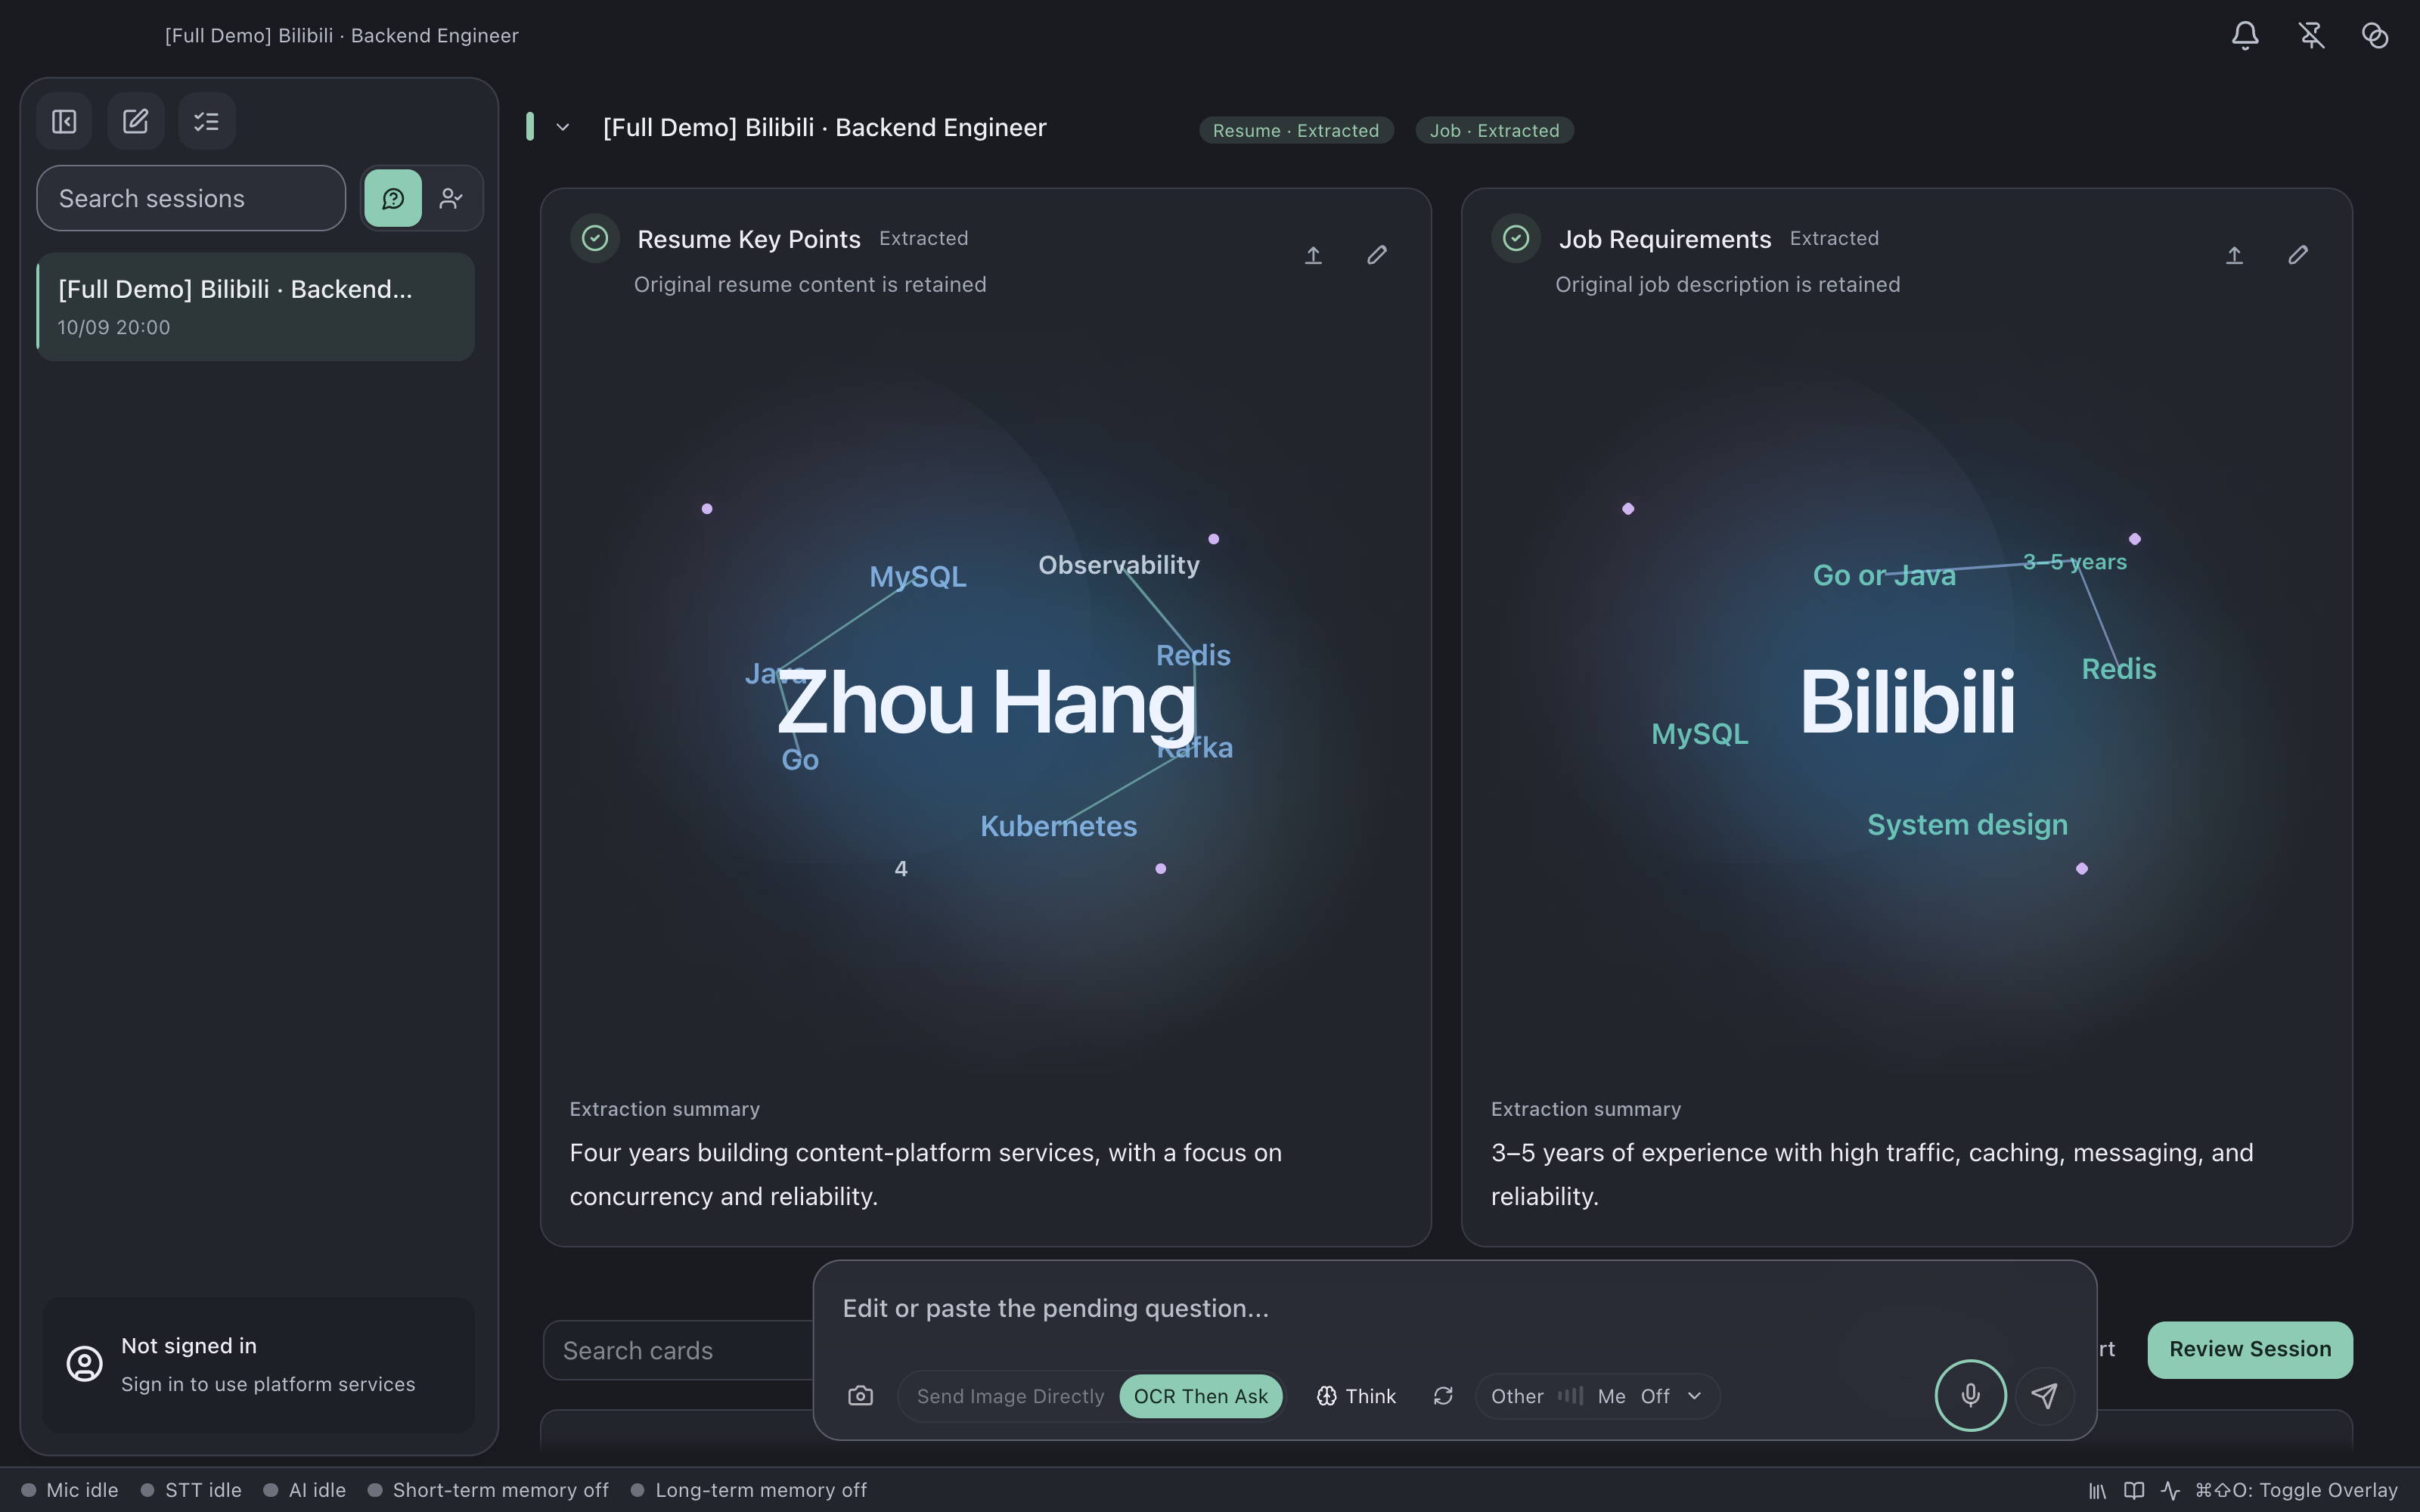 [Full Demo] Bilibili · Backend Engineer
Search sessions
[Full Demo] Bilibili · Backend...
10/09 20:00
Not signed in
Sign in to use platform services
[Full Demo] Bilibili · Backend Engineer
Resume · Extracted
Job · Extracted
Resume Key Points
Extracted
Original resume content is retained
MySQL
Observability
Java
Redis
Zhou Hang
Go
Kafka
Kubernetes
4
Extraction summary
Four years building content-platform services, with a focus on
concurrency and reliability.
Job Requirements
Extracted
Original job description is retained
Go or Java
3–5 years
Redis
Bilibili
MySQL
System design
Extraction summary
3–5 years of experience with high traffic, caching, messaging, and
reliability.
Search cards
Edit or paste the pending question...
Send Image Directly
OCR Then Ask
Think
Other
Me
Off
rt
Review Session
Mic idle
STT idle
AI idle
Short-term memory off
Long-term memory off
⌘⇧O: Toggle Overlay